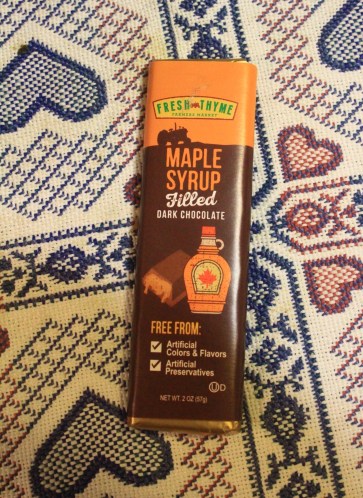 FRESH THYME
FARMERS MARKET
MAPLE
SYRUP
Filled
DARK CHOCOLATE
FREE FROM:
Artificial
Colors & Flavors
Artificial
Preservatives
U D
NET WT. 2 OZ (57g)